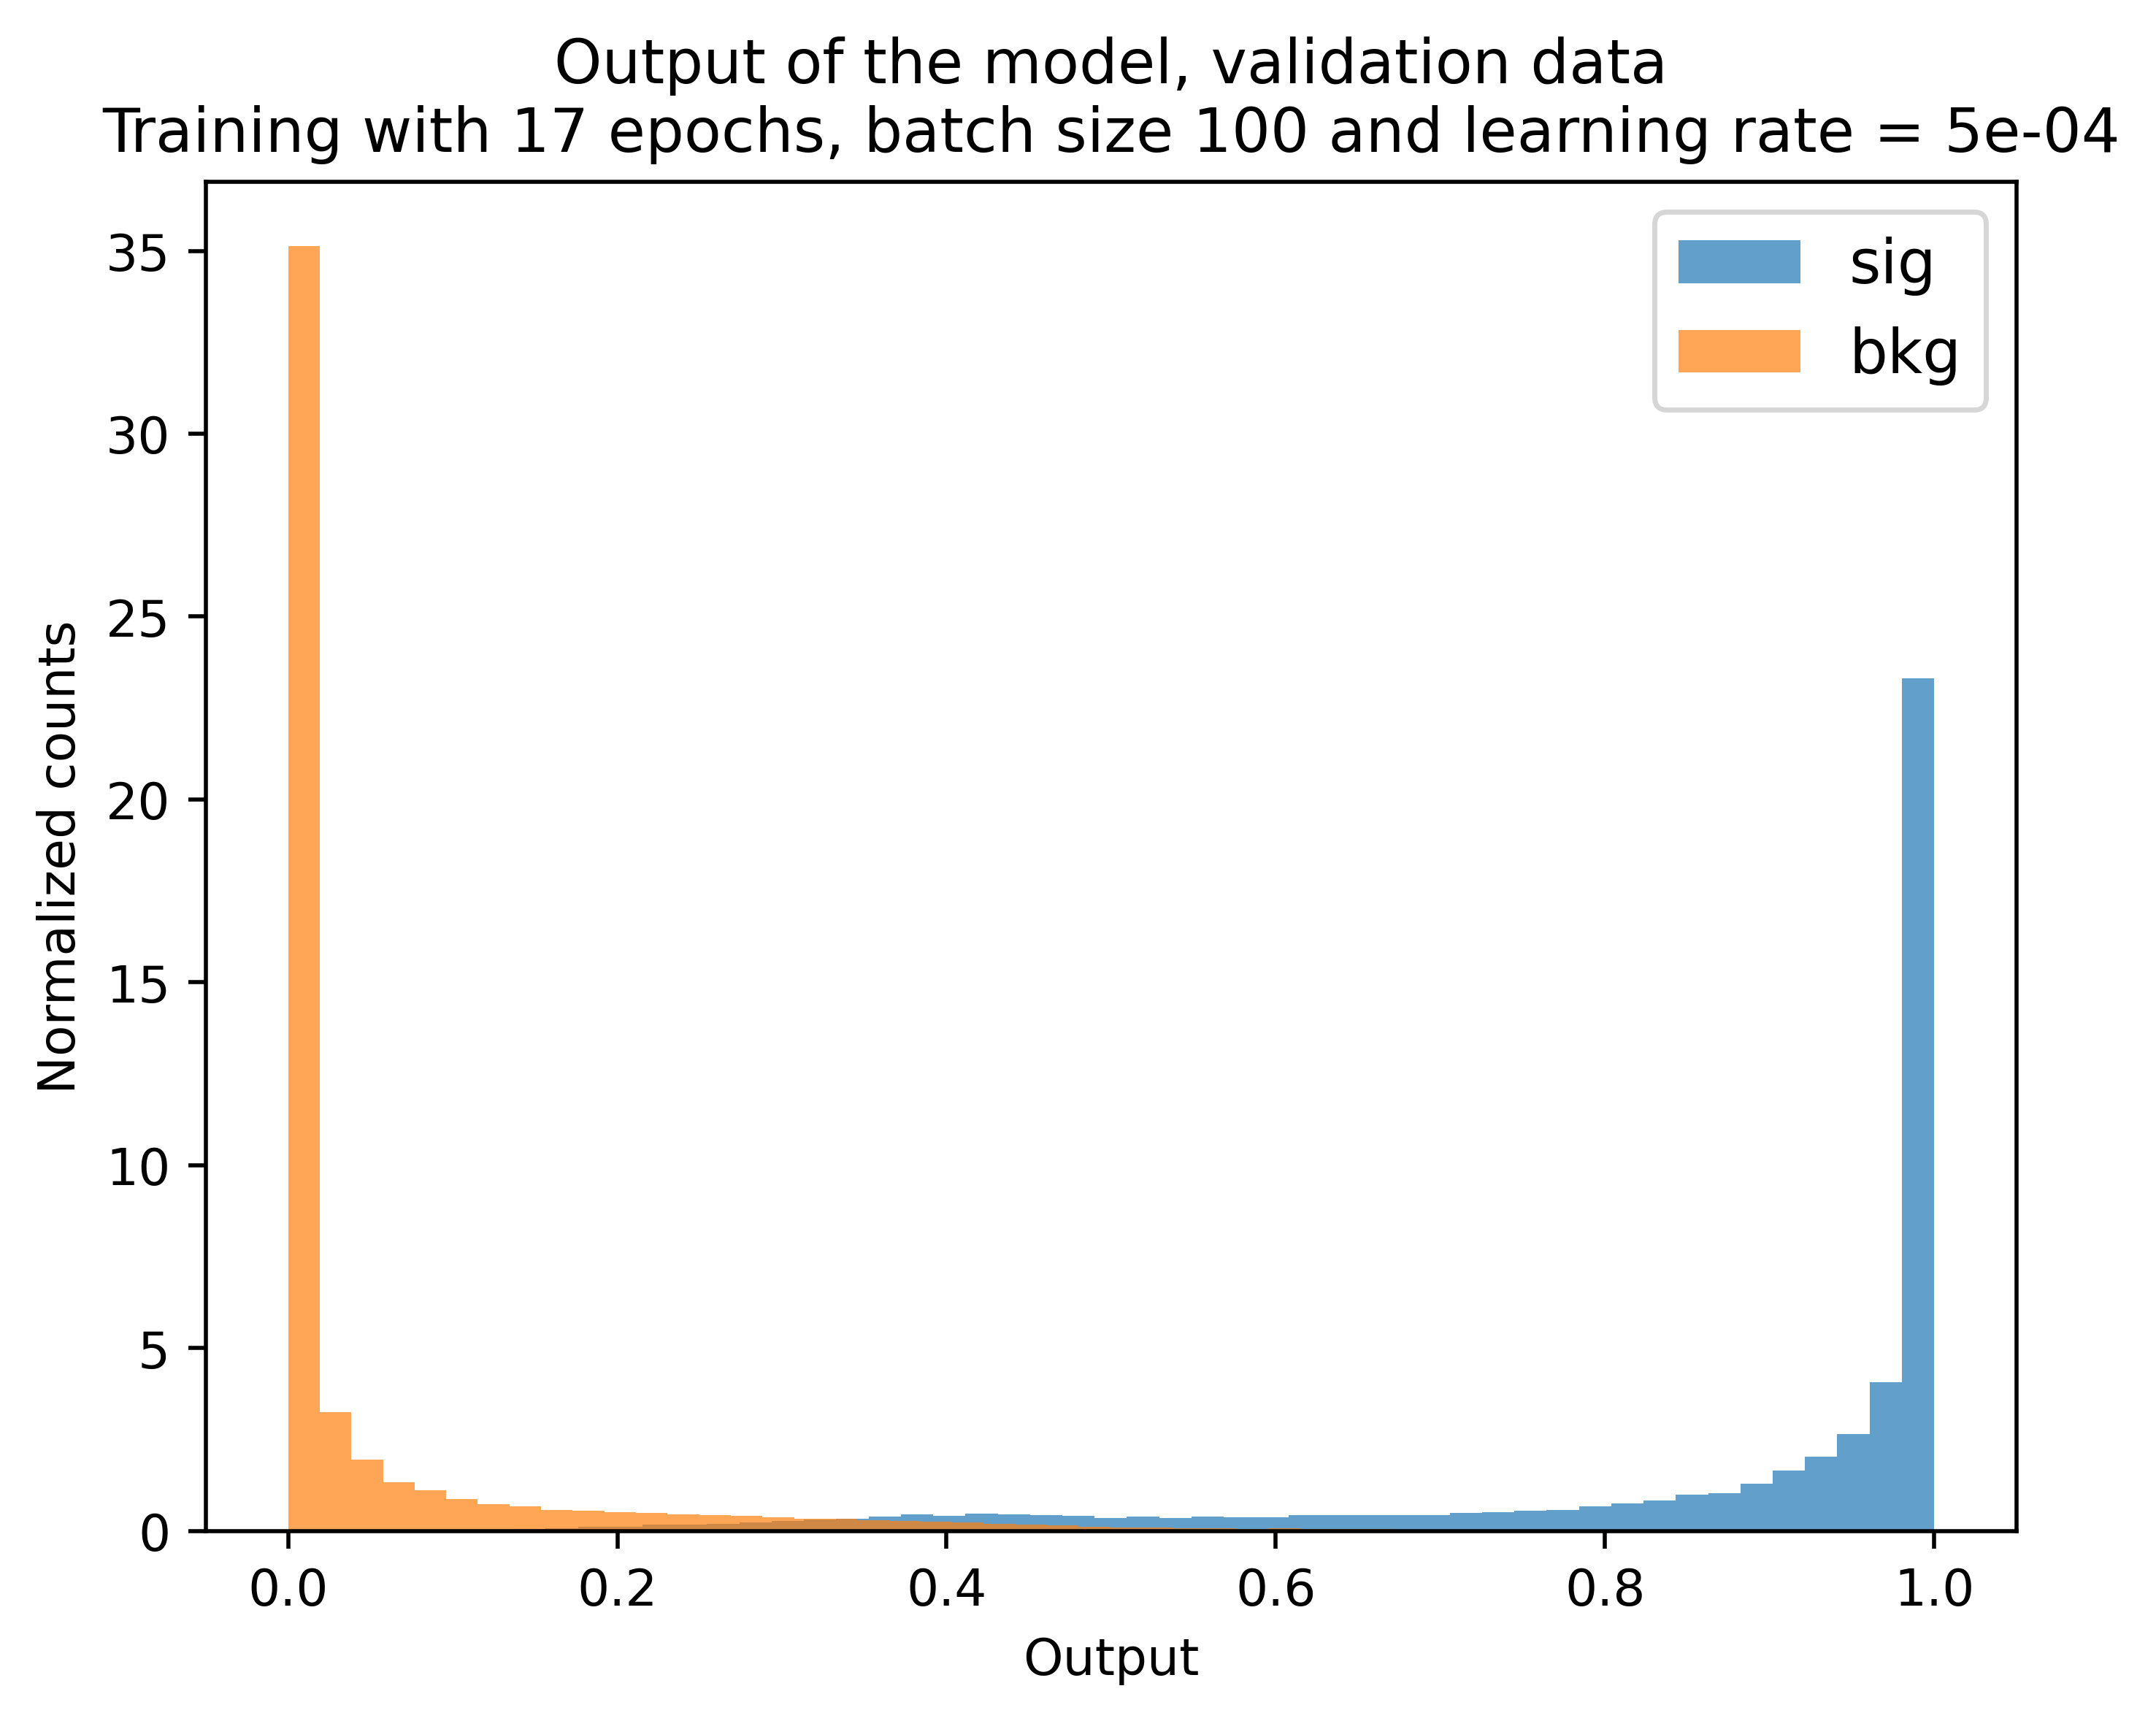 Output of the model, validation data
Training with 17 epochs, batch size 100 and learning rate = 5e-04
sig
bkg
Normalized counts
35
30
25
20
15
10
5
0
0.0 0.2 0.4 0.6 0.8 1.0
Output